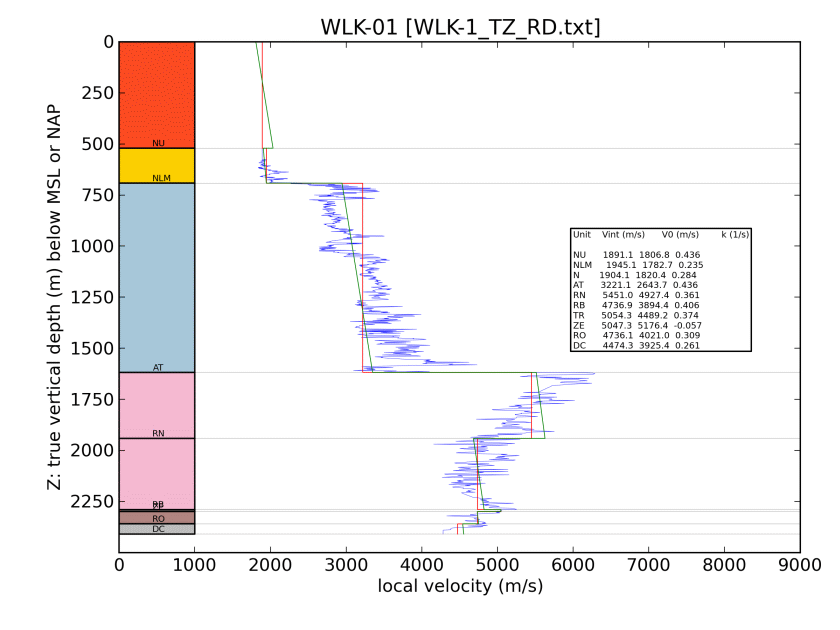 WLK-01 [WLK-1_TZ_RD.txt]
0
250
500
750
1000
1250
1500
1750
2000
2250
Z: true vertical depth (m) below MSL or NAP
NU
NLM
AT
RN
RB
RO
DC
Unit Vint (m/s) V0 (m/s) k (1/s)
NU 1891.1 1806.8 0.436
NLM 1945.1 1782.7 0.235
N 1904.1 1820.4 0.284
AT 3221.1 2643.7 0.436
RN 5451.0 4927.4 0.361
RB 4736.9 3894.4 0.406
TR 5054.3 4489.2 0.374
ZE 5047.3 5176.4 -0.057
RO 4736.1 4021.0 0.309
DC 4474.3 3925.4 0.261
0 1000 2000 3000 4000 5000 6000 7000 8000 9000
local velocity (m/s)